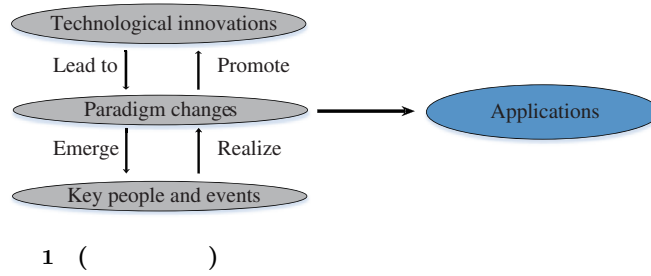 Technological innovations
Lead to Promote
Paradigm changes
Applications
Emerge Realize
Key people and events
1 ( )